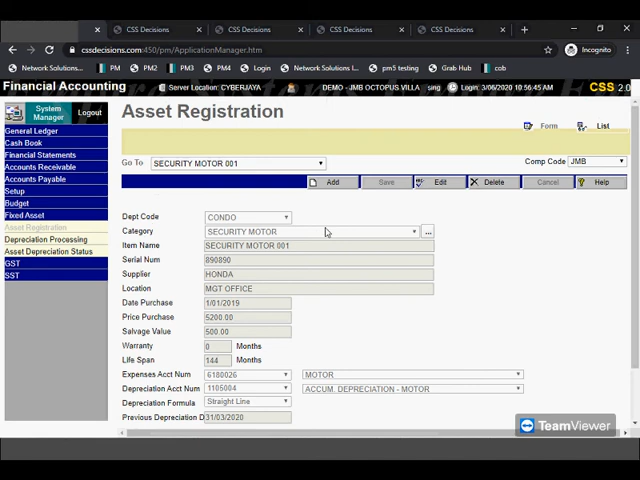 CSS Decisions
CSS Decisions
CSS Decisions
CSS Decisions
cssdecisions.com:450/pm/ApplicationManager.htm
Incognito
Network Solutions...
PM
PM2
PM3
PM4
Login
Network Solutions I...
pm5 testing
Grab Hub
cob
Financial Accounting
Server Location: CYBERJAYA
DEMO - JMB OCTOPUS VILLA
sing
Login: 3/06/2020 10:56:45 AM
CSS 2.0
System Manager
Logout
General Ledger
Cash Book
Financial Statements
Accounts Receivable
Accounts Payable
Setup
Budget
Fixed Asset
Asset Registration
Depreciation Processing
Asset Depreciation Status
GST
SST
Asset Registration
Form
List
Go To
SECURITY MOTOR 001
Comp Code
JMB
Add
Save
Edit
Delete
Cancel
Help
Dept Code
CONDO
Category
SECURITY MOTOR
...
Item Name
SECURITY MOTOR 001
Serial Num
890890
Supplier
HONDA
Location
MGT OFFICE
Date Purchase
1/01/2019
Price Purchase
5200.00
Salvage Value
500.00
Warranty
0
Months
Life Span
144
Months
Expenses Acct Num
6180026
MOTOR
Depreciation Acct Num
1105004
ACCUM. DEPRECIATION - MOTOR
Depreciation Formula
Straight Line
Previous Depreciation D
31/03/2020
TeamViewer